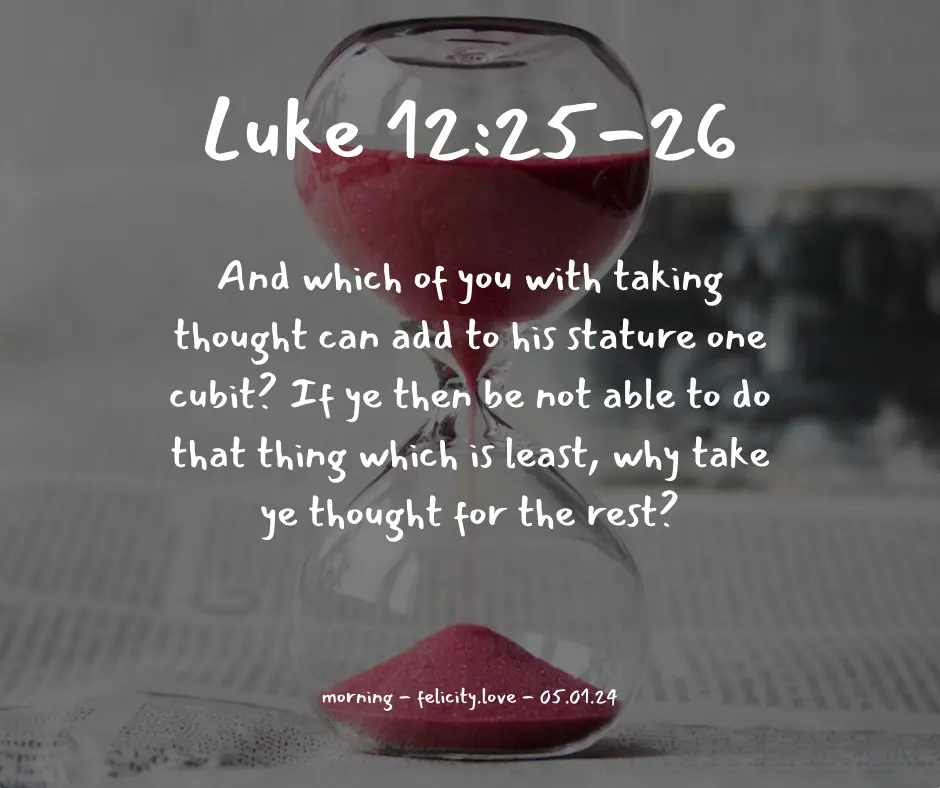 Luke 12:25-26
And which of you with taking
thought can add to his stature one
cubit? If ye then be not able to do
that thing which is least, why take
ye thought for the rest?
morning - felicity.love - 05.01.24